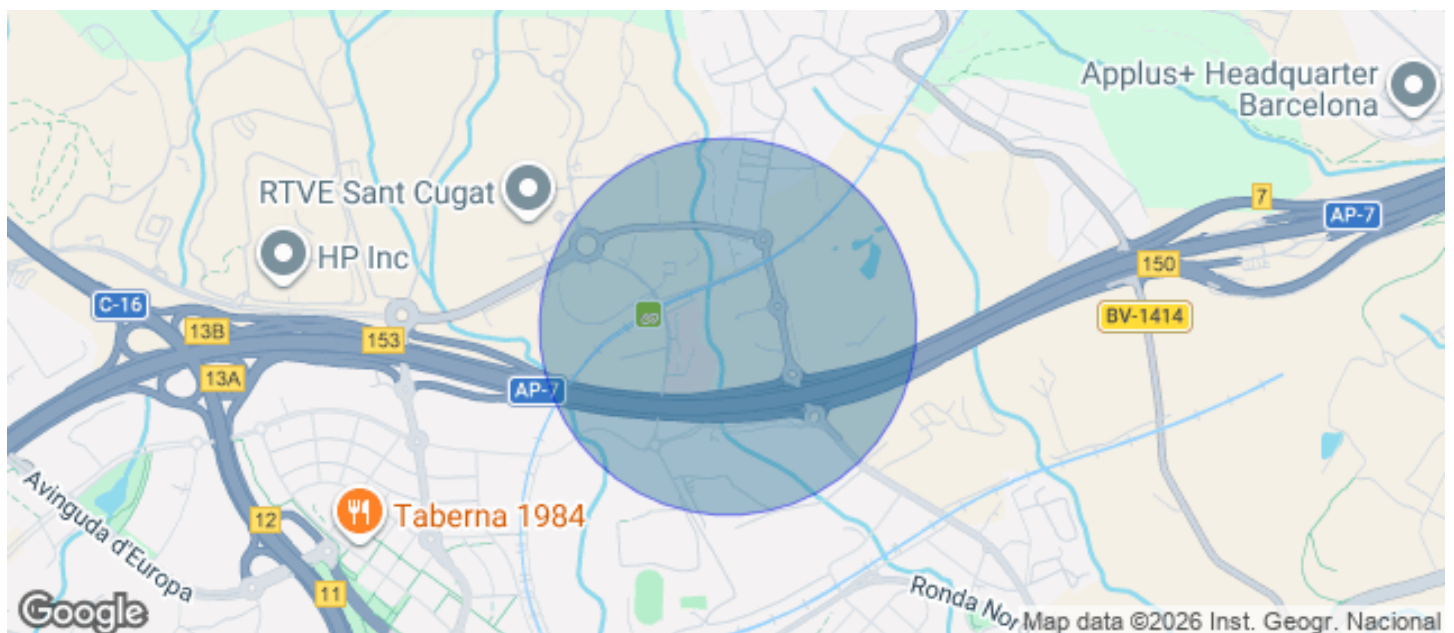 Applus+ Headquarter
Barcelona
RTVE Sant Cugat
HP Inc
7
AP-7
150
C-16
13B
153
BV-1414
13A
AP-7
Taberna 1984
12
Avinguda d'Europa
11
Ronda Nor
Google
Map data ©2026 Inst. Geogr. Nacional